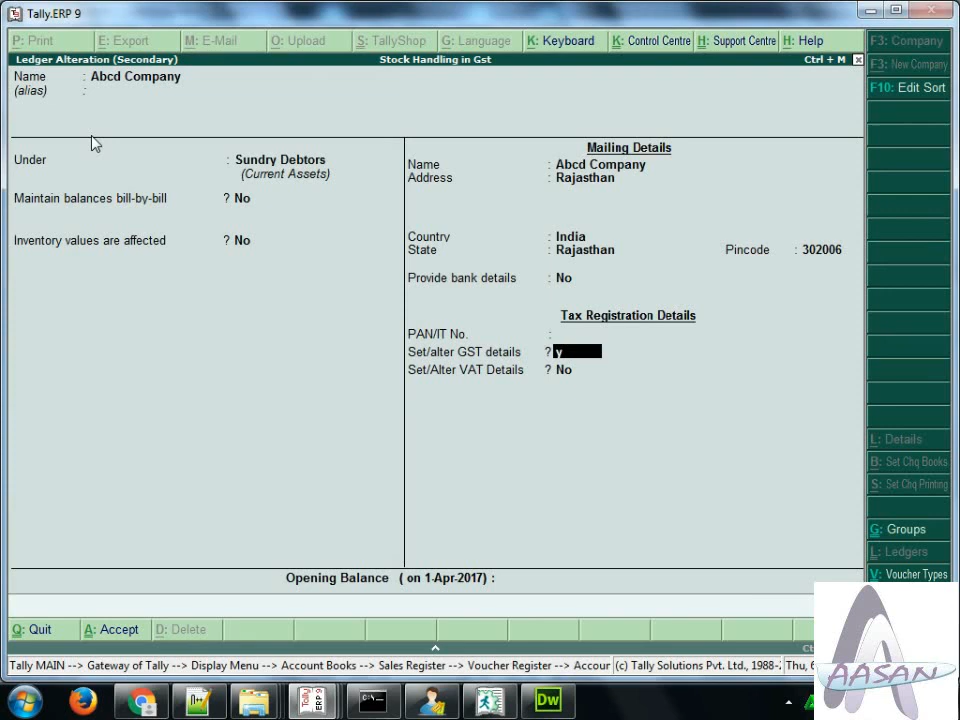 Tally.ERP 9
P: Print E: Export M: E-Mail O: Upload S: TallyShop G: Language K: Keyboard K: Control Centre H: Support Centre H: Help
F3: Company
Ledger Alteration (Secondary) Stock Handling in Gst Ctrl + M
F3: New Company
Name : Abcd Company
F10: Edit Sort
(alias) :
Mailing Details
Under : Sundry Debtors
(Current Assets)
Name : Abcd Company
Address : Rajasthan
Maintain balances bill-by-bill ? No
Inventory values are affected ? No
Country : India
State : Rajasthan Pincode : 302006
Provide bank details : No
Tax Registration Details
PAN/IT No. :
Set/alter GST details ? y
Set/Alter VAT Details ? No
L: Details
B: Set Chq Books
S: Set Chq Printing
G: Groups
L: Ledgers
V: Voucher Types
Opening Balance ( on 1-Apr-2017) :
Q: Quit A: Accept D: Delete
Tally MAIN --> Gateway of Tally --> Display Menu --> Account Books --> Sales Register --> Voucher Register --> Accour (c) Tally Solutions Pvt. Ltd., 1988-2 Thu, 6
AASAN
Tally ERP 9
Dw